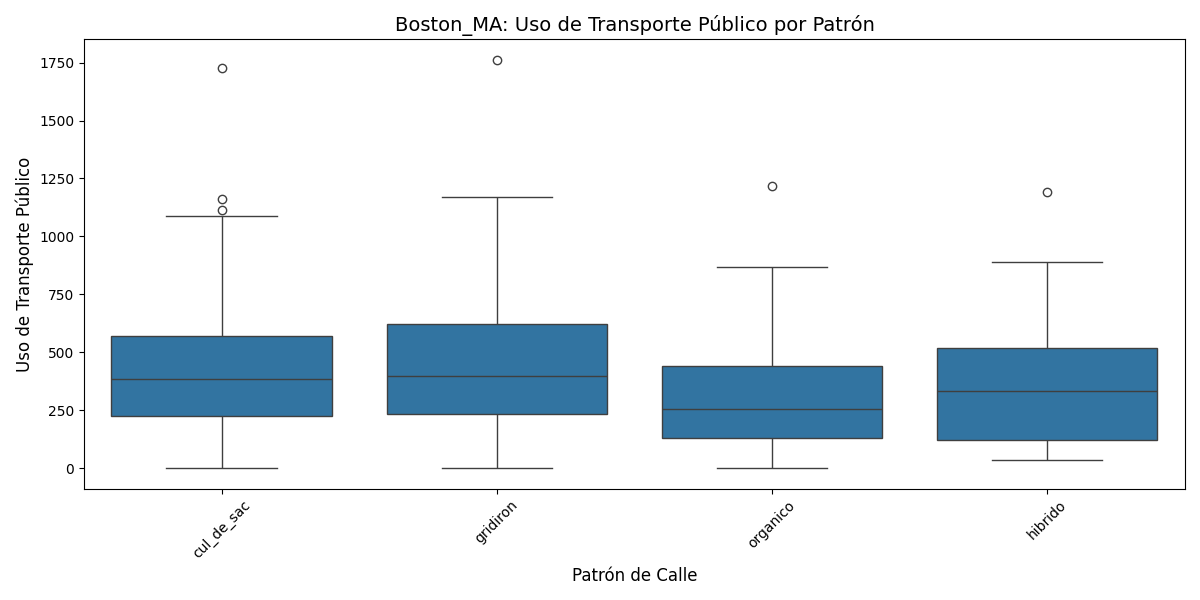 Boston_MA: Uso de Transporte Público por Patrón
Uso de Transporte Público
1750
1500
1250
1000
750
500
250
0
cul_de_sac
gridiron
organico
hibrido
Patrón de Calle